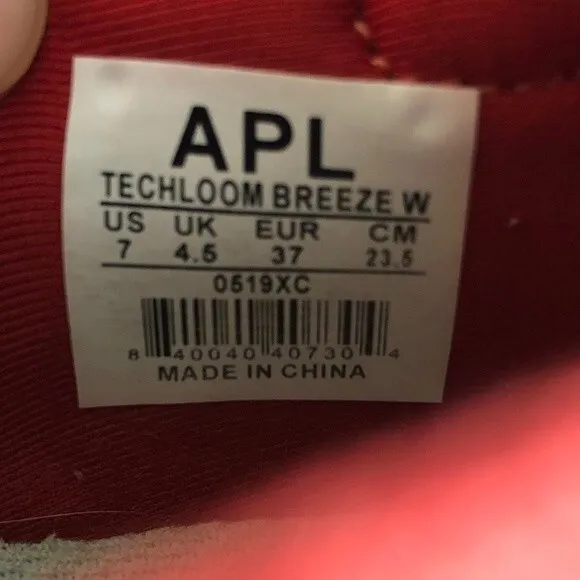 APL
TECHLOOM BREEZE W
US UK EUR CM
7 4.5 37 23.5
0519XC
8 40040 40730 4
MADE IN CHINA